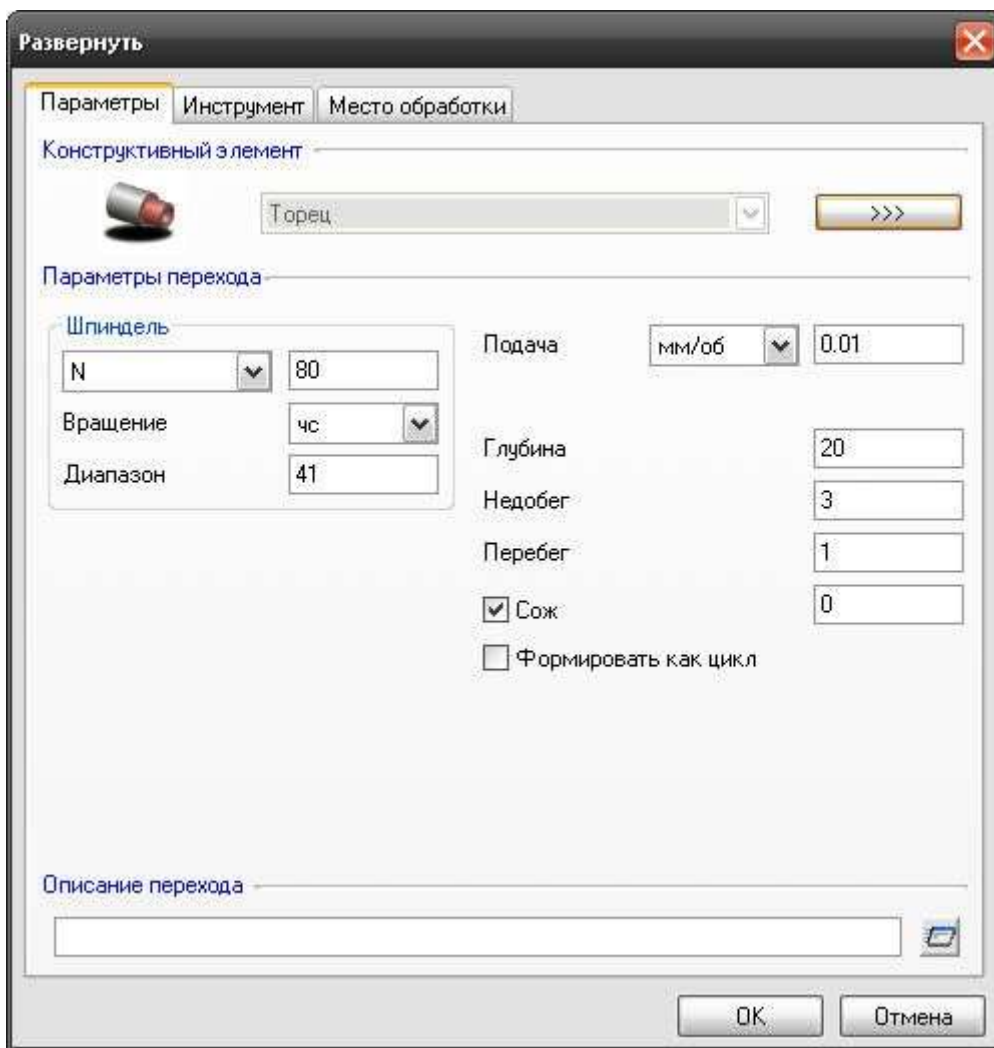 Развернуть
Параметры Инструмент Место обработки
Конструктивный элемент
Торец >>>
Параметры перехода
Шпиндель
N 80
Подача мм/об 0.01
Вращение чс
Диапазон 41
Глубина 20
Недобег 3
Перебег 1
Сож 0
Формировать как цикл
Описание перехода
OK Отмена